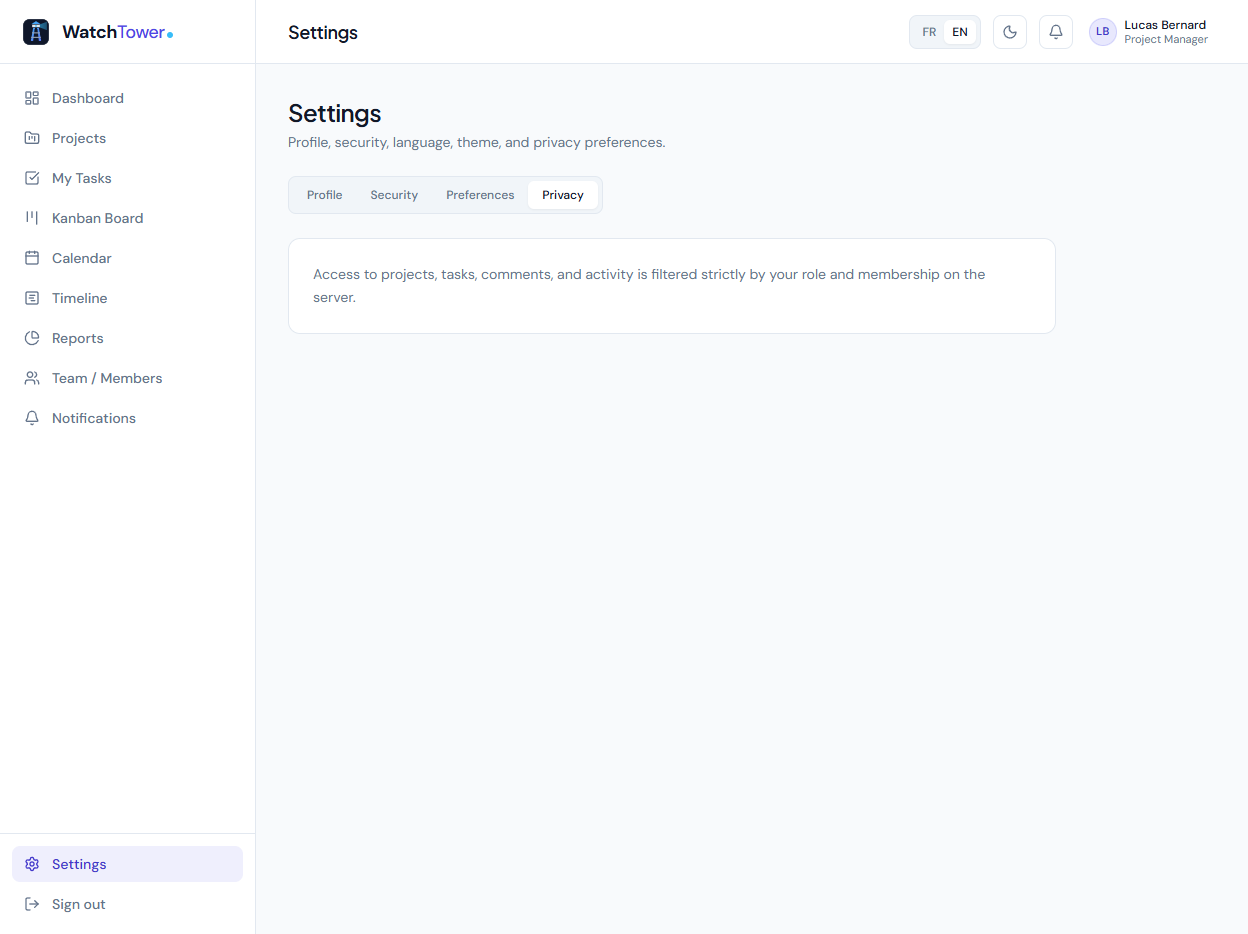 WatchTower
Settings
FR
EN
LB
Lucas Bernard
Project Manager
Dashboard
Projects
My Tasks
Kanban Board
Calendar
Timeline
Reports
Team / Members
Notifications
Settings
Sign out
Settings
Profile, security, language, theme, and privacy preferences.
Profile
Security
Preferences
Privacy
Access to projects, tasks, comments, and activity is filtered strictly by your role and membership on the
server.